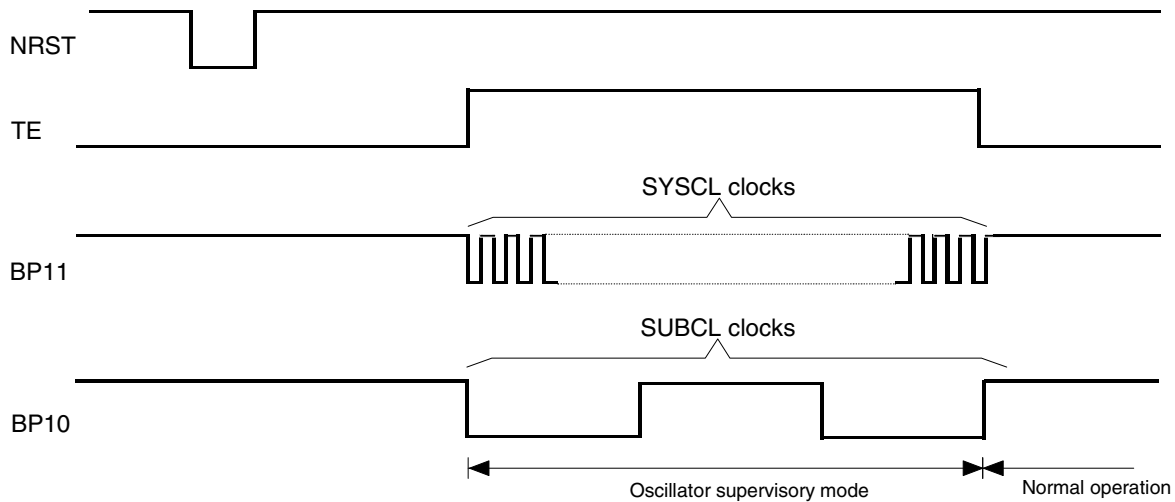 NRST
TE
SYSCL clocks
BP11
SUBCL clocks
BP10
Oscillator supervisory mode
Normal operation